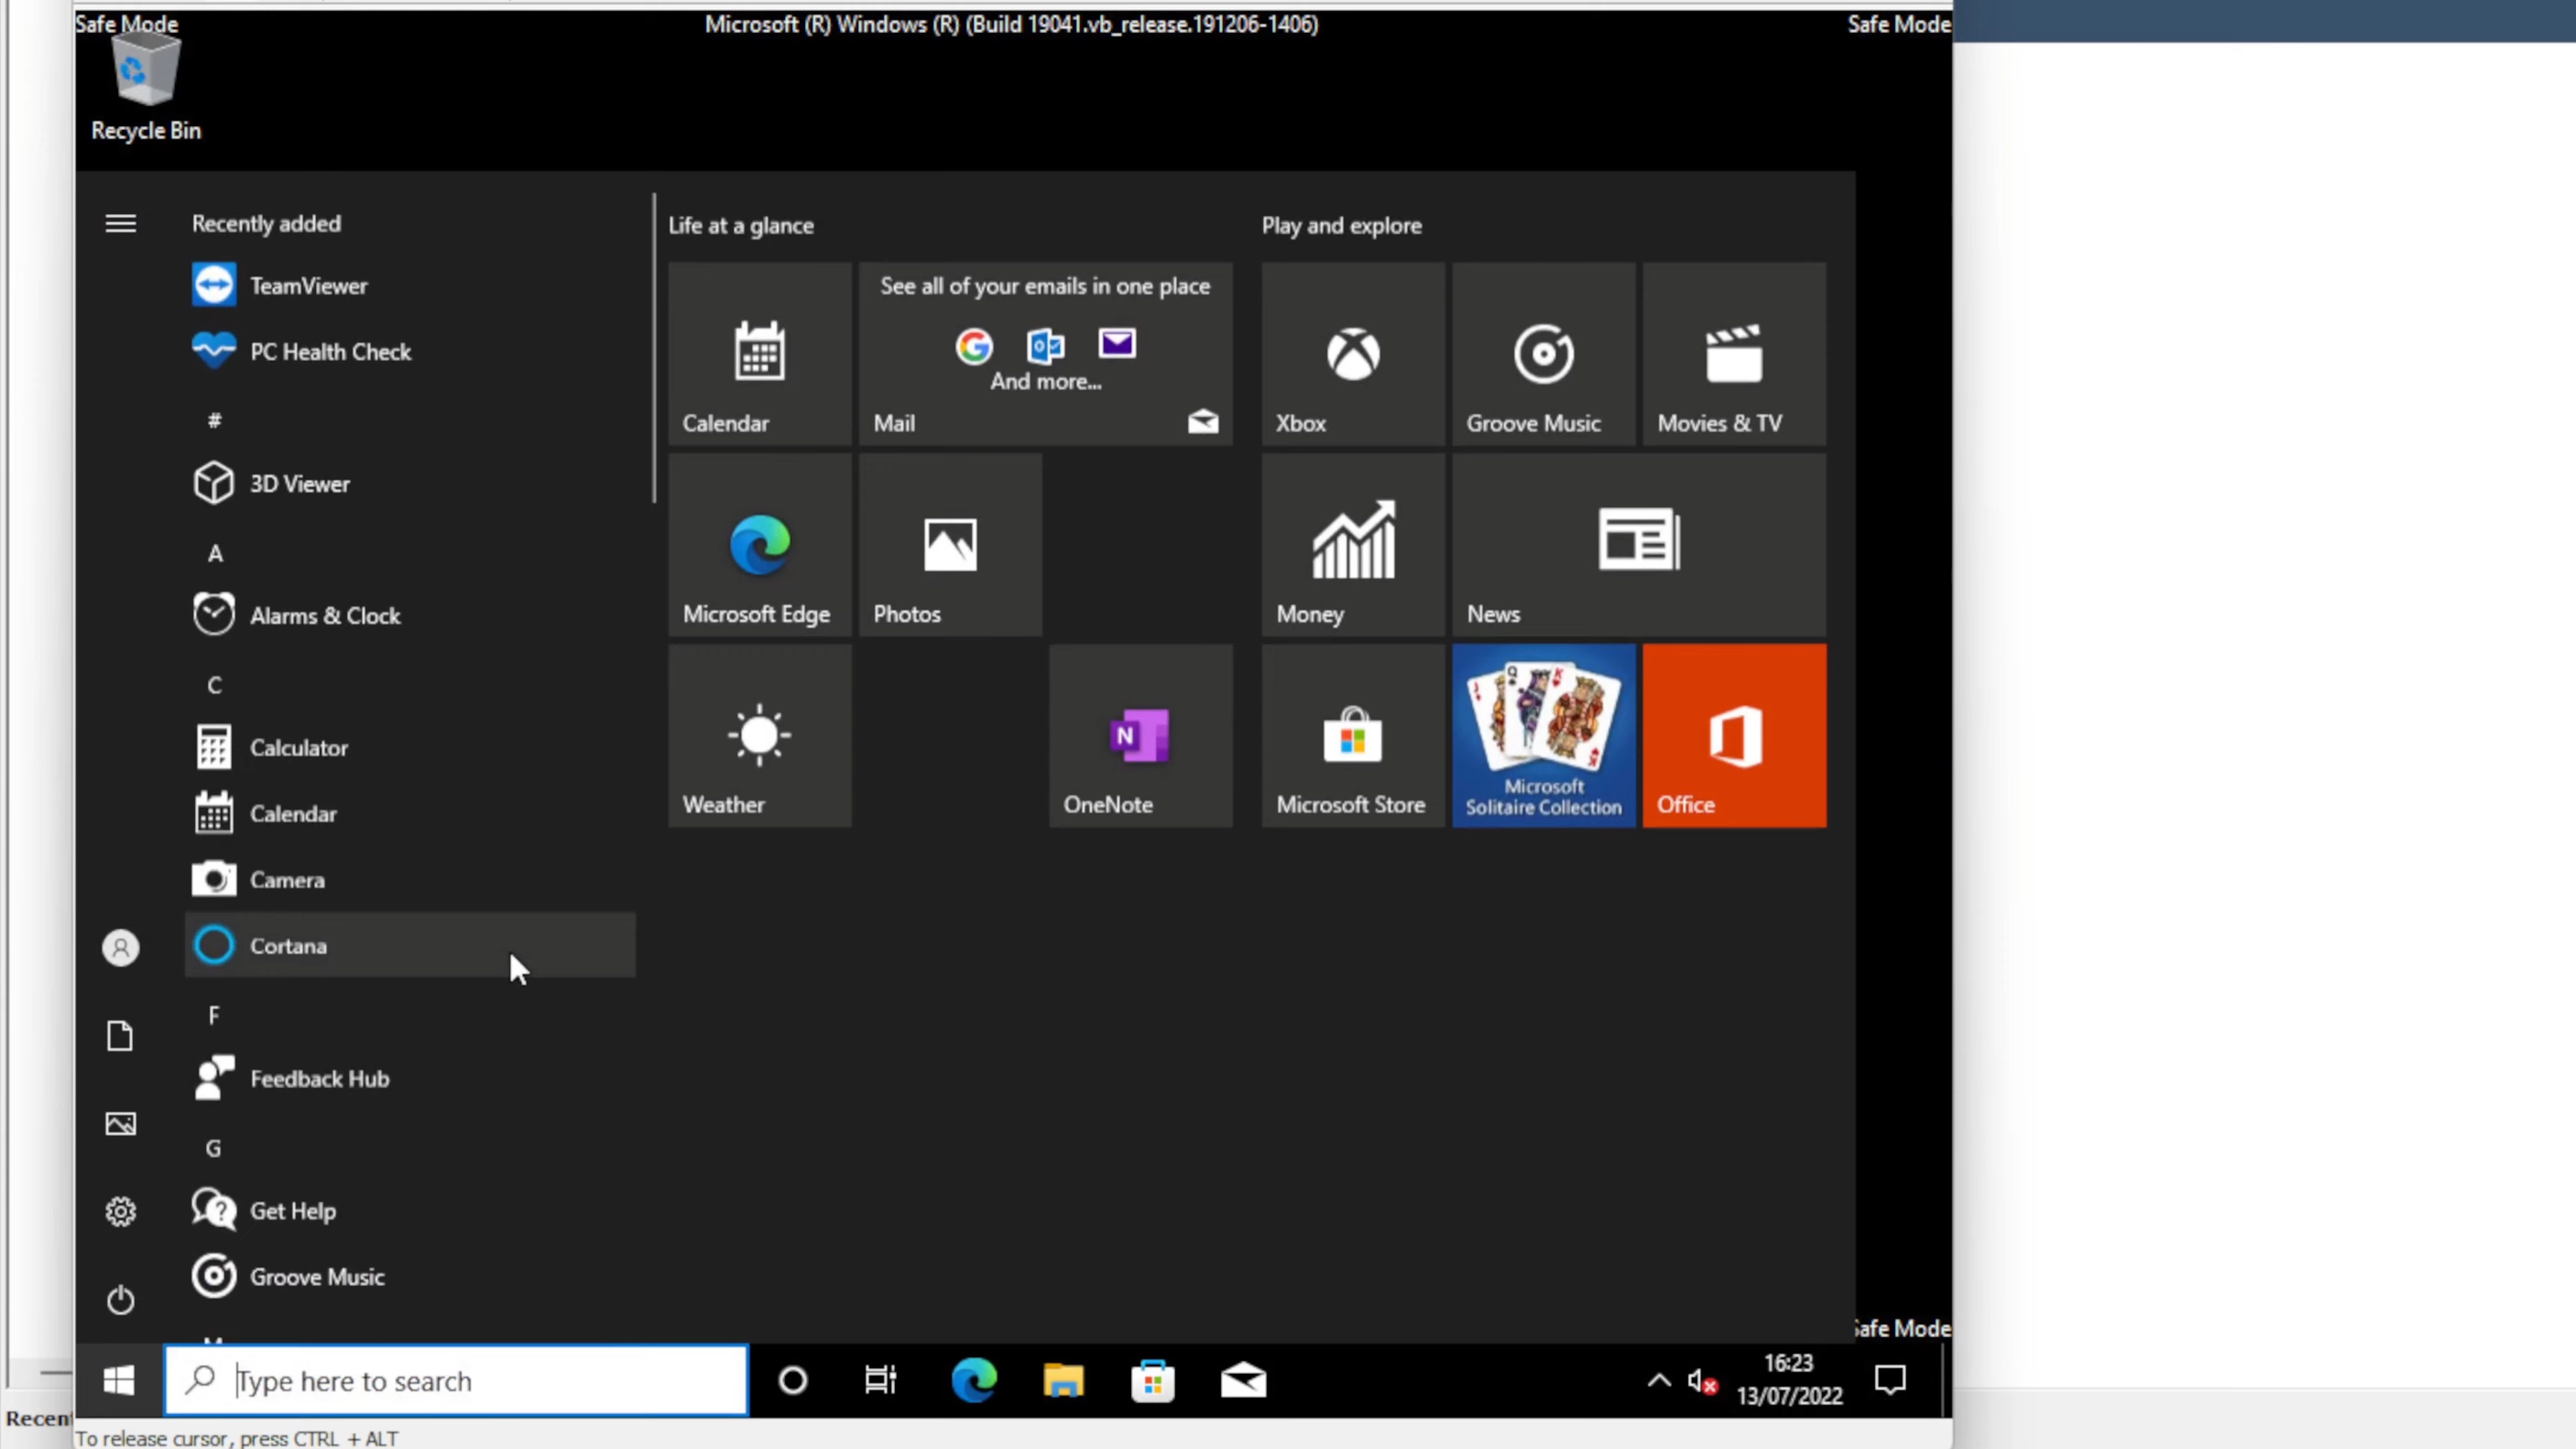 Safe Mode
Microsoft (R) Windows (R) (Build 19041.vb_release.191206-1406)
Safe Mode
Recycle Bin
Recently added
TeamViewer
PC Health Check
#
3D Viewer
A
Alarms & Clock
C
Calculator
Calendar
Camera
Cortana
F
Feedback Hub
G
Get Help
Groove Music
Life at a glance
Calendar
See all of your emails in one place
And more...
Mail
Microsoft Edge
Photos
Weather
N
OneNote
Play and explore
Xbox
Groove Music
Movies & TV
Money
News
Microsoft Store
Microsoft
Solitaire Collection
Office
Safe Mode
Type here to search
16:23
13/07/2022
Recent
To release cursor, press CTRL + ALT